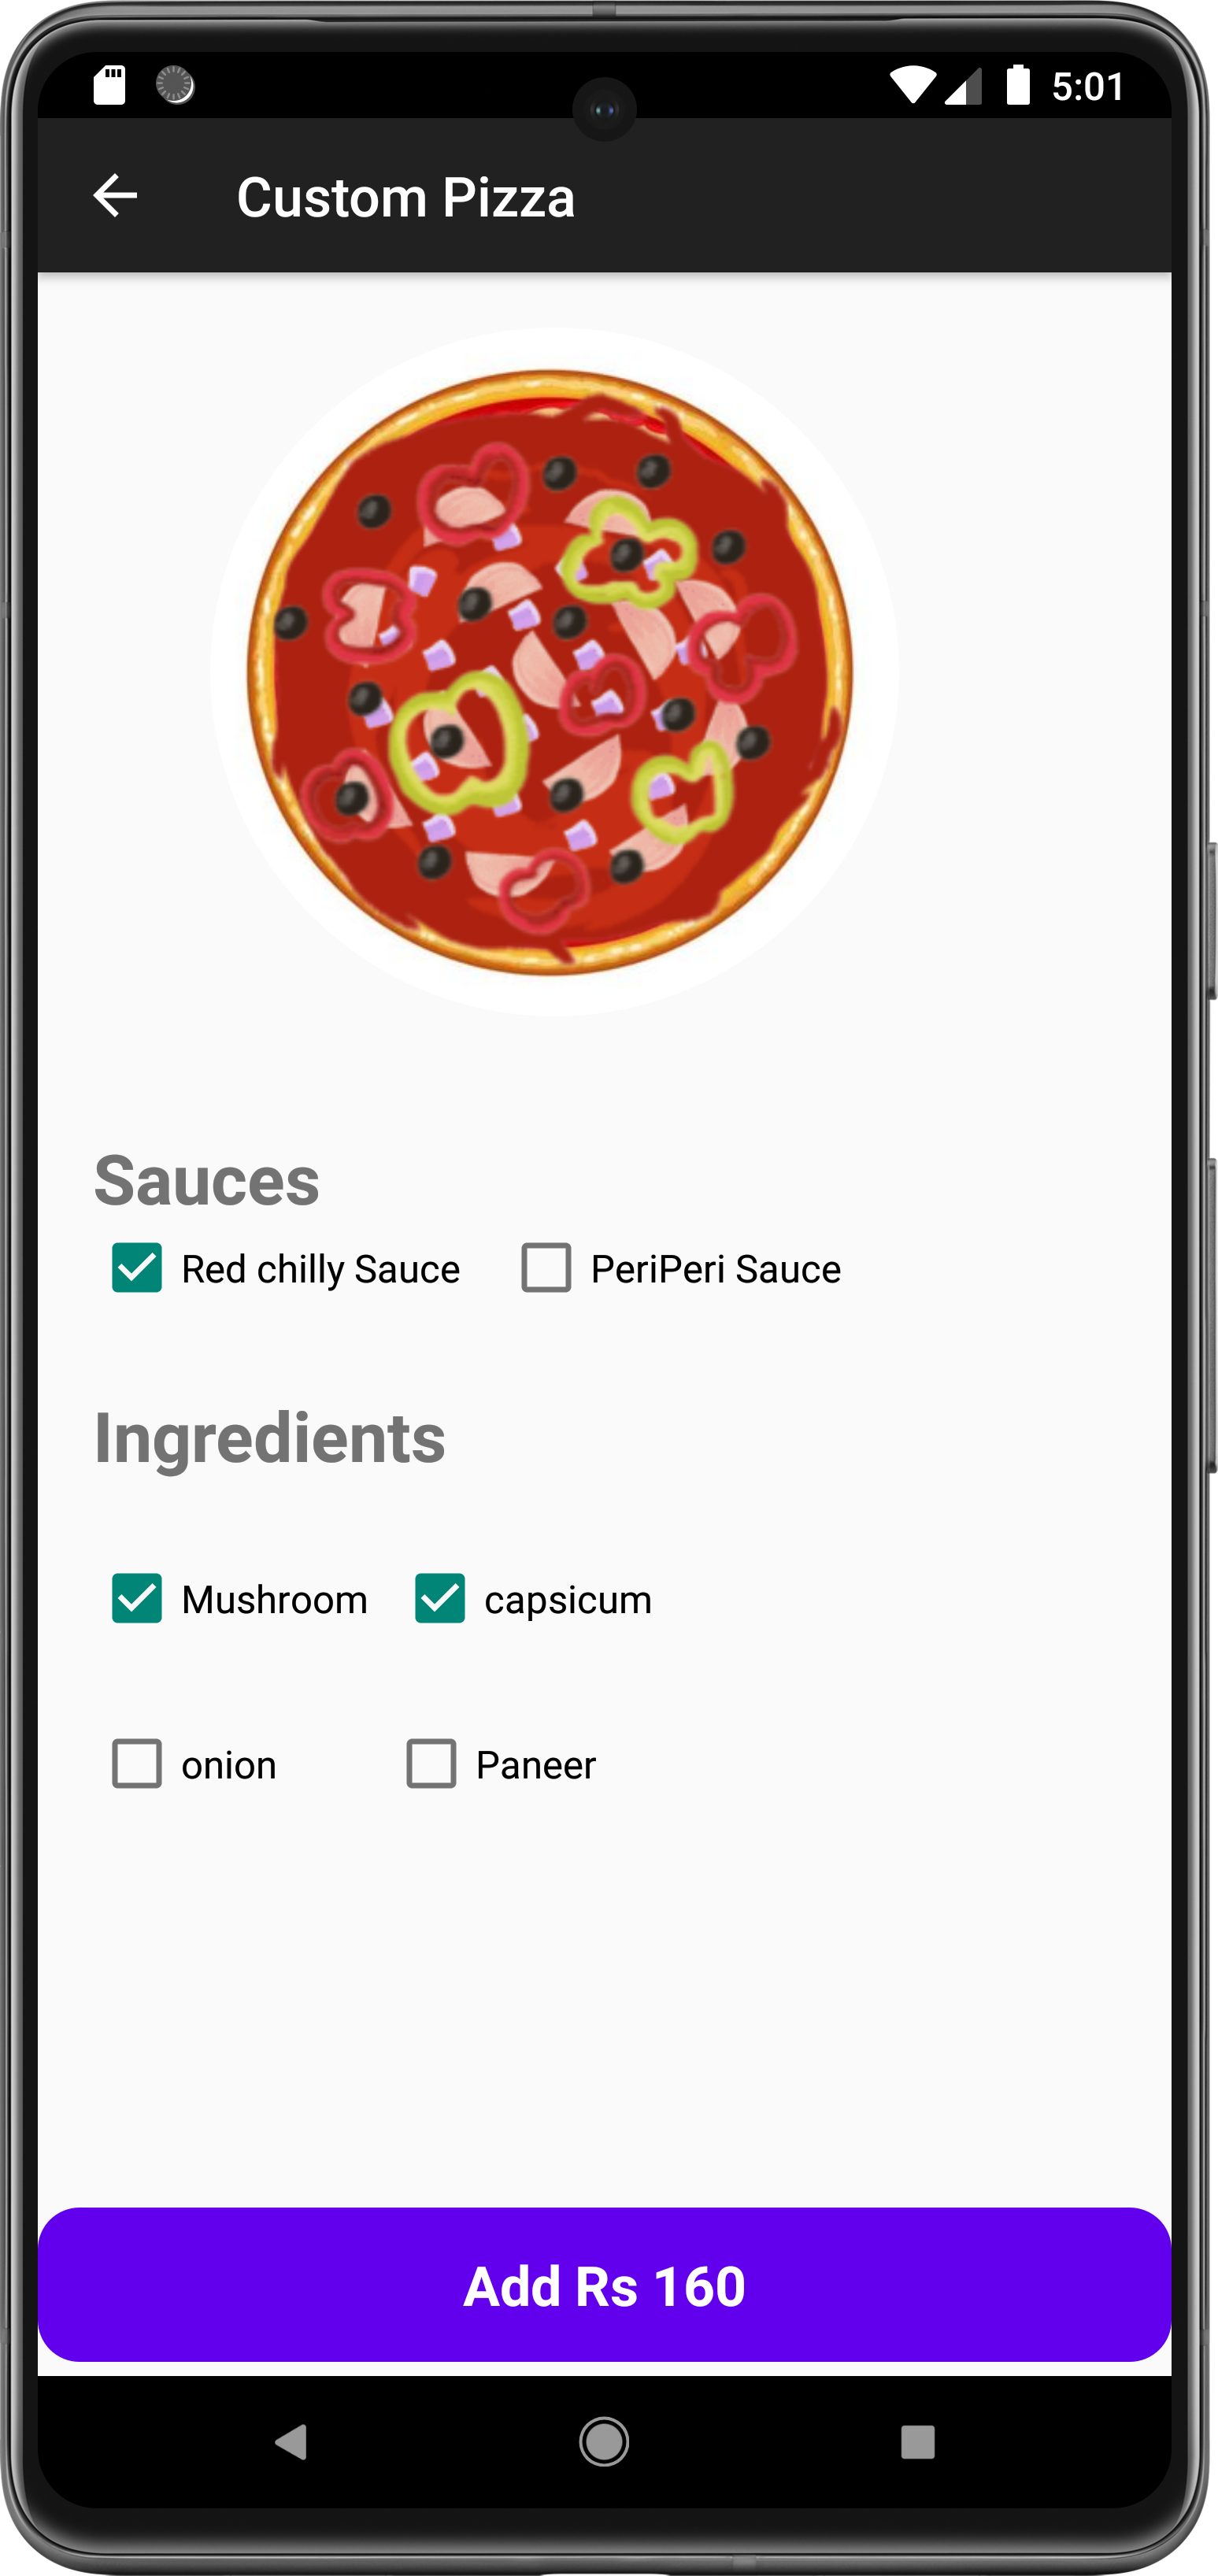 5:01
Custom Pizza
Sauces
Red chilly Sauce PeriPeri Sauce
Ingredients
Mushroom capsicum
onion Paneer
Add Rs 160